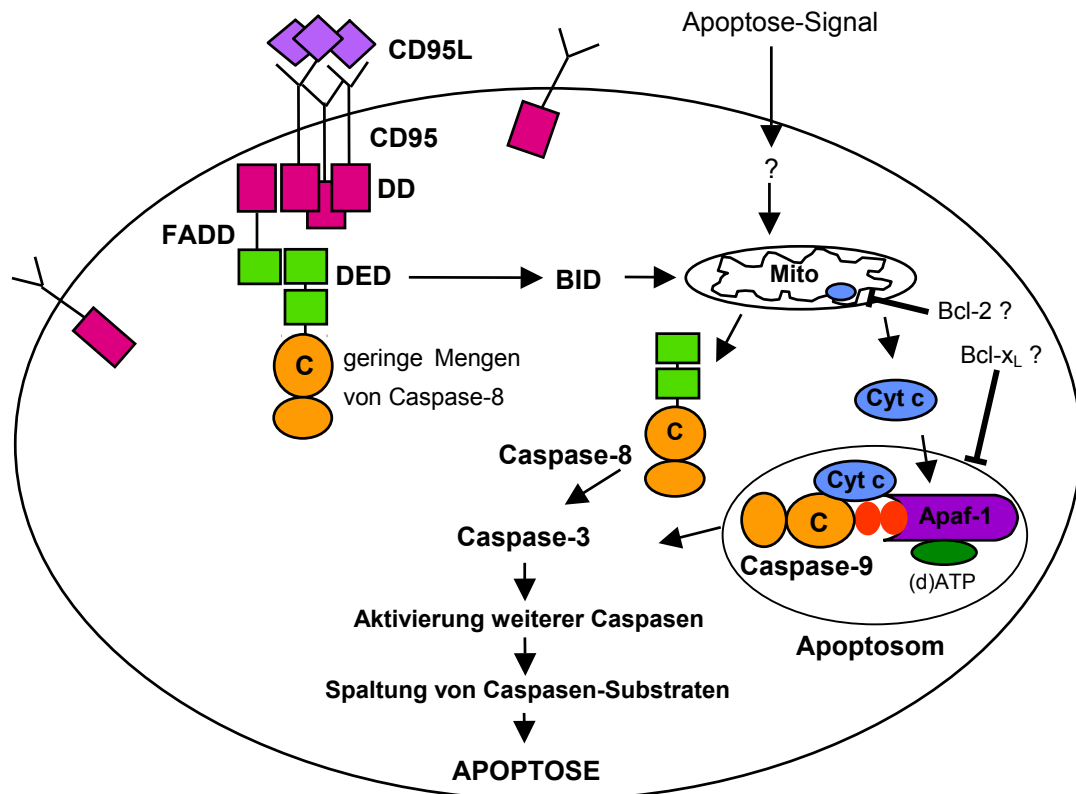 Apoptose-Signal
CD95L
CD95
?
DD
FADD
DED
BID
Mito
Bcl-2 ?
C
geringe Mengen
von Caspase-8
Bcl-xL ?
Cyt c
C
Caspase-8
Cyt c
C
Apaf-1
Caspase-3
Caspase-9
(d)ATP
Aktivierung weiterer Caspasen
Apoptosom
Spaltung von Caspasen-Substraten
APOPTOSE